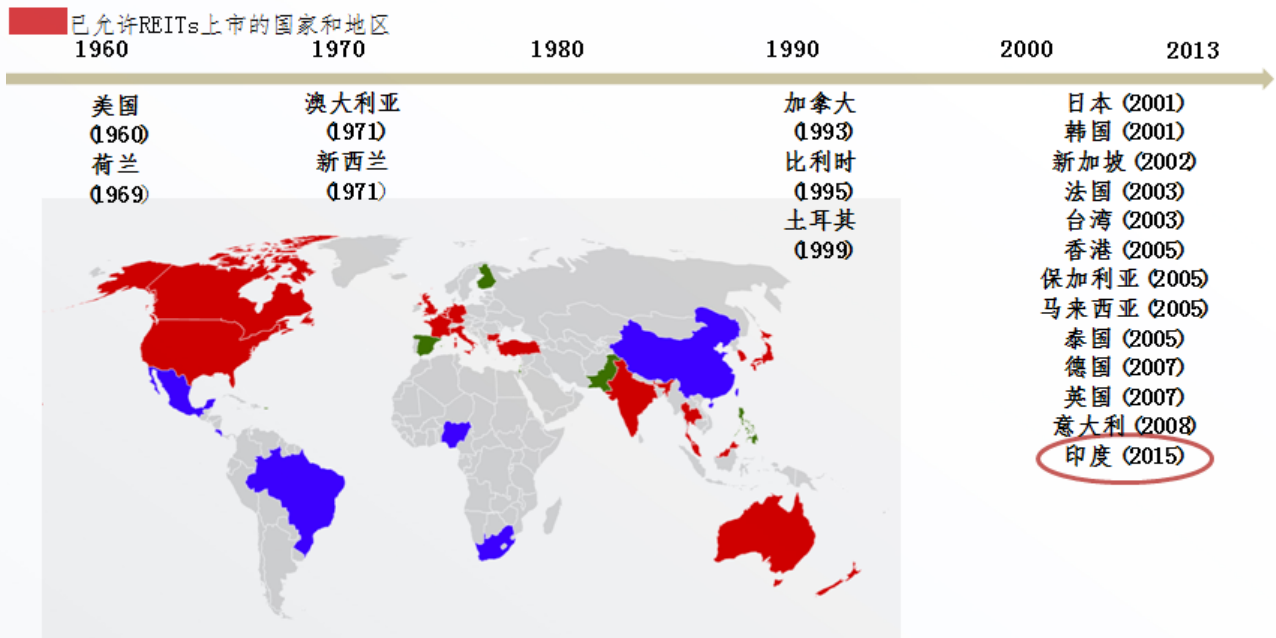 已允许REITs上市的国家和地区
1960 1970 1980 1990 2000 2013
美国
(1960)
荷兰
(1969)
澳大利亚
(1971)
新西兰
(1971)
加拿大
(1993)
比利时
(1995)
土耳其
(1999)
日本 (2001)
韩国 (2001)
新加坡 (2002)
法国 (2003)
台湾 (2003)
香港 (2005)
保加利亚 (2005)
马来西亚 (2005)
泰国 (2005)
德国 (2007)
英国 (2007)
意大利 (2008)
印度 (2015)